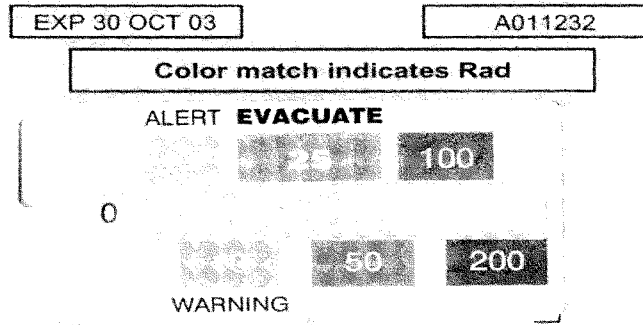 EXP 30 OCT 03
A011232
Color match indicates Rad
ALERT EVACUATE
25 100
0
50 200
WARNING